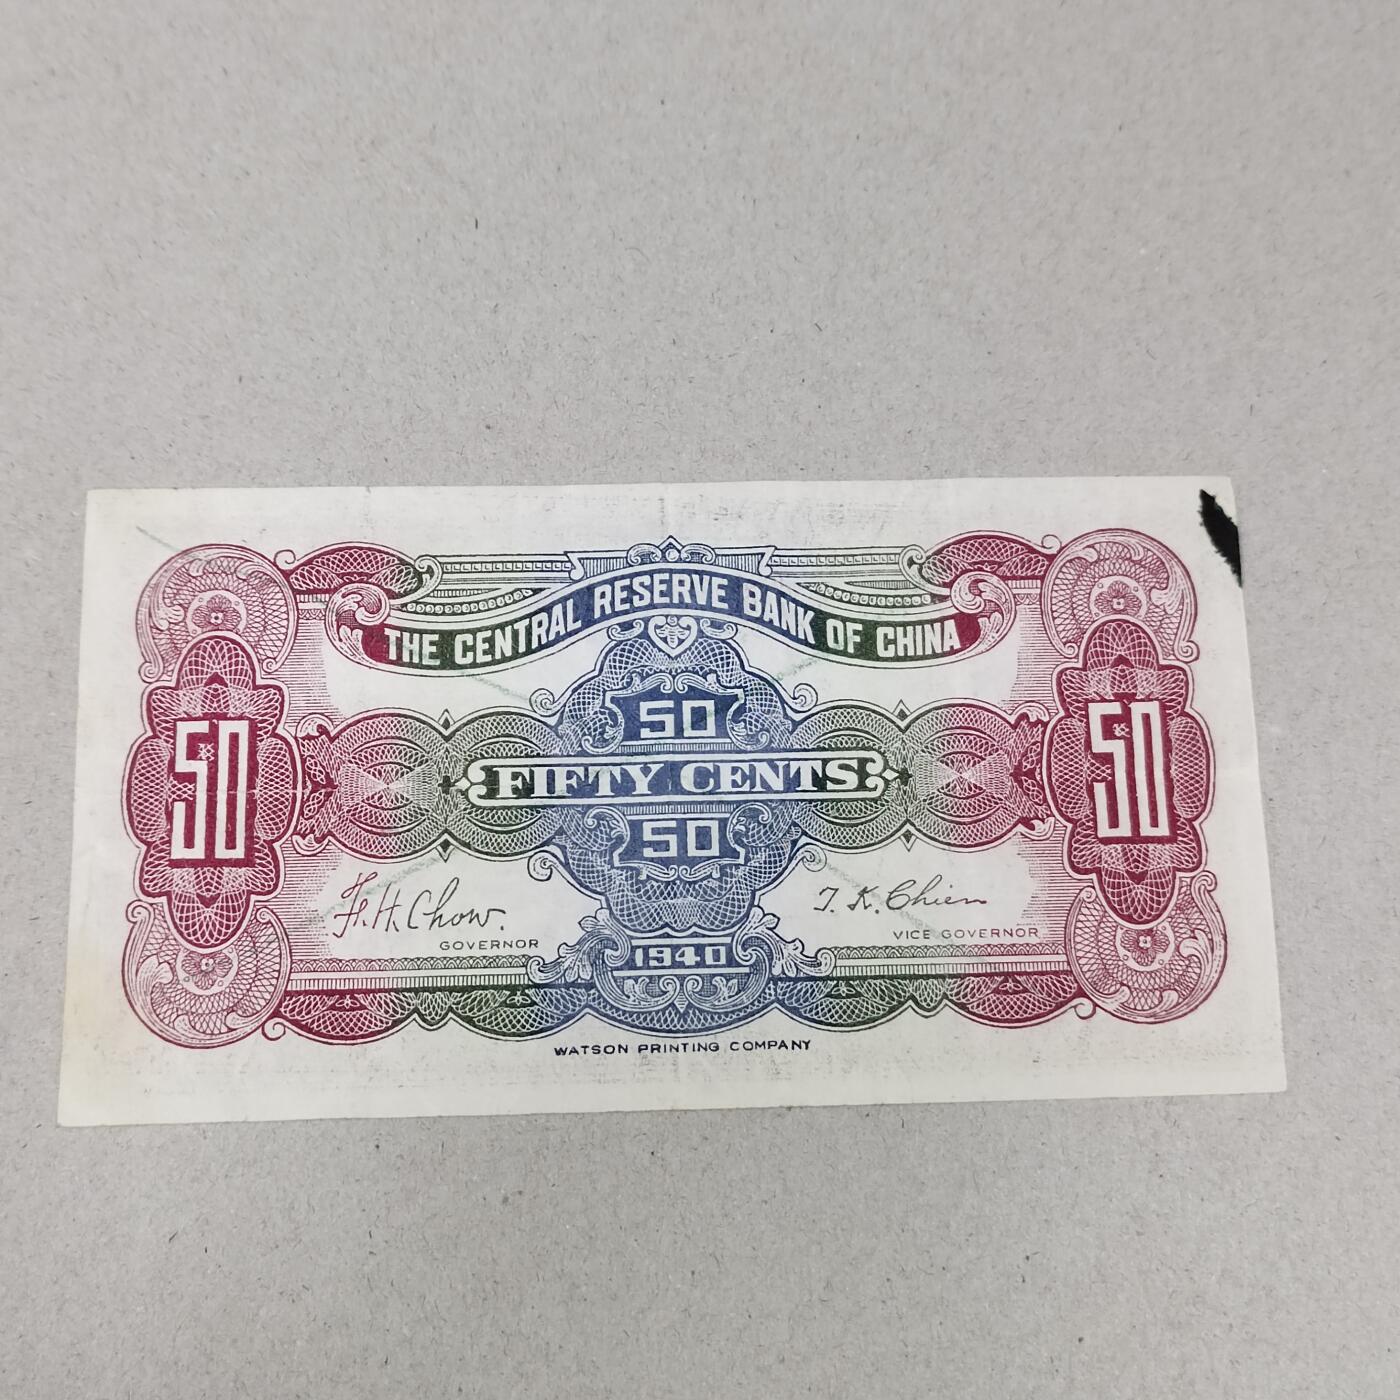 THE CENTRAL RESERVE BANK OF CHINA
50
50
50
FIFTY CENTS
50
F. H. Chow.
GOVERNOR
T. K. Chien
VICE GOVERNOR
1940
WATSON PRINTING COMPANY